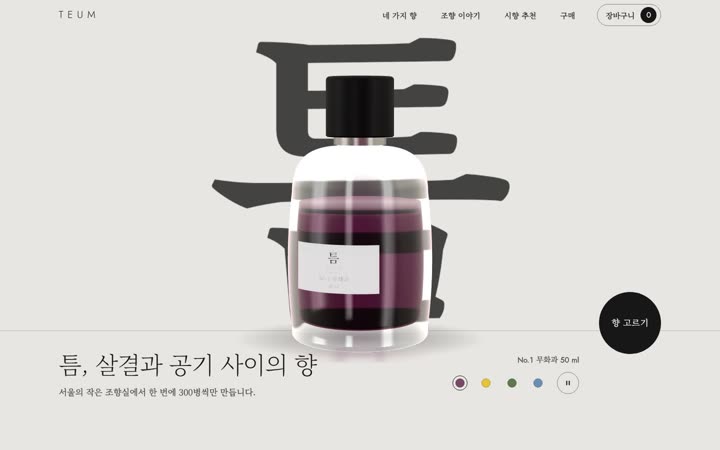 TEUM
네 가지 향
조향 이야기
시향 추천
구매
장바구니 0
틈
틈
향 고르기
틈, 살결과 공기 사이의 향
서울의 작은 조향실에서 한 번에 300병씩만 만듭니다.
No.1 무화과 50 ml